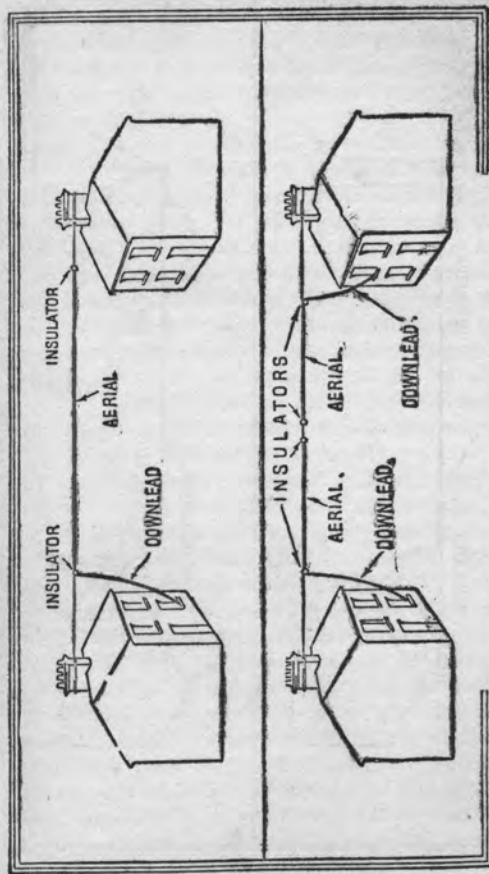 INSULATOR
INSULATOR
AERIAL
DOWNLEAD
INSULATORS
AERIAL.
AERIAL
DOWNLEAD.
DOWNLEAD.